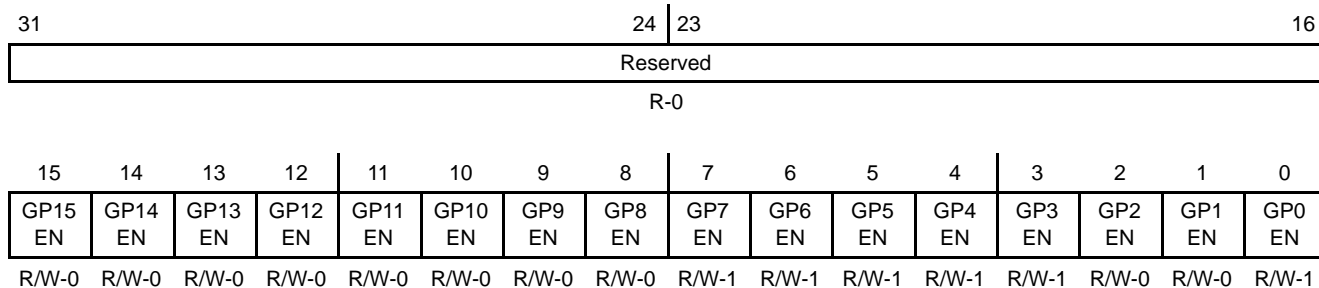 31 24 23 16
Reserved
R-0
15 14 13 12 11 10 9 8 7 6 5 4 3 2 1 0
GP15 GP14 GP13 GP12 GP11 GP10 GP9 GP8 GP7 GP6 GP5 GP4 GP3 GP2 GP1 GP0
EN EN EN EN EN EN EN EN EN EN EN EN EN EN EN EN
R/W-0 R/W-0 R/W-0 R/W-0 R/W-0 R/W-0 R/W-0 R/W-0 R/W-1 R/W-1 R/W-1 R/W-1 R/W-1 R/W-0 R/W-0 R/W-1